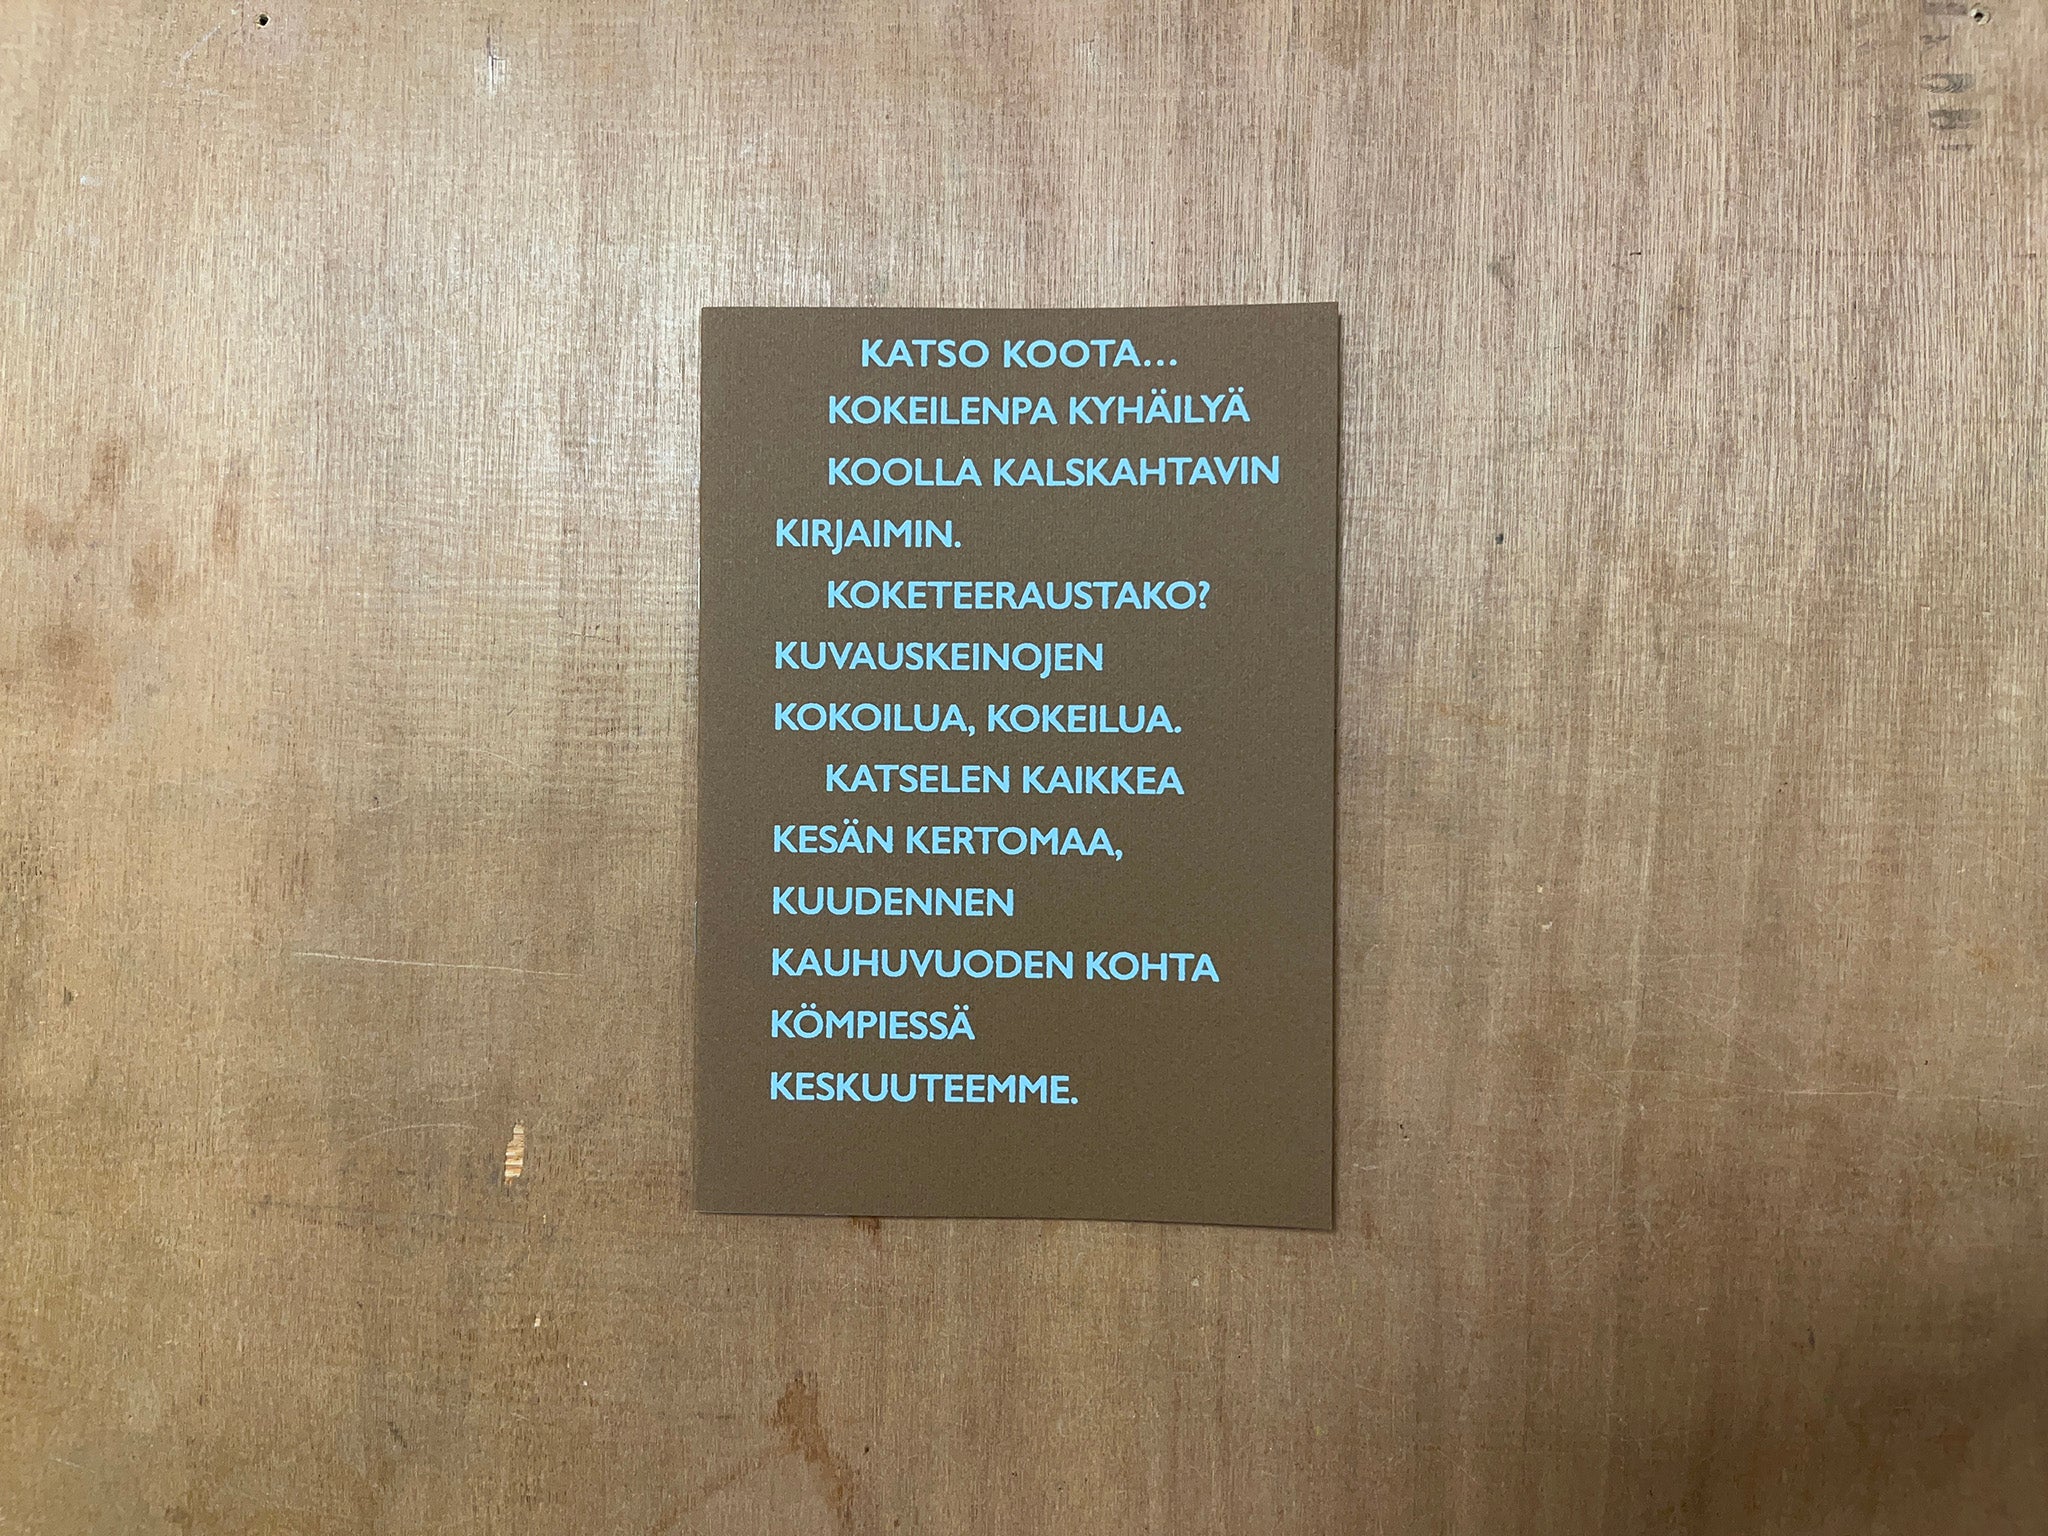 KATSO KOOTA...
KOKEILENPA KYHÄILYÄ
KOOLLA KALSKAHTAVIN
KIRJAIMIN.
KOKETEERAUSTAKO?
KUVAUSKEINOJEN
KOKOILUA, KOKEILUA.
KATSELEN KAIKKEA
KESÄN KERTOMAA,
KUUDENNEN
KAUHUVUODEN KOHTA
KÖMPIESSÄ
KESKUUTEEMME.